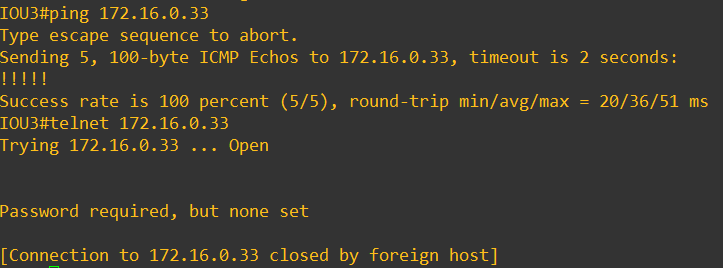 IOU3#ping 172.16.0.33
Type escape sequence to abort.
Sending 5, 100-byte ICMP Echos to 172.16.0.33, timeout is 2 seconds:
!!!!!
Success rate is 100 percent (5/5), round-trip min/avg/max = 20/36/51 ms
IOU3#telnet 172.16.0.33
Trying 172.16.0.33 ... Open
Password required, but none set
[Connection to 172.16.0.33 closed by foreign host]